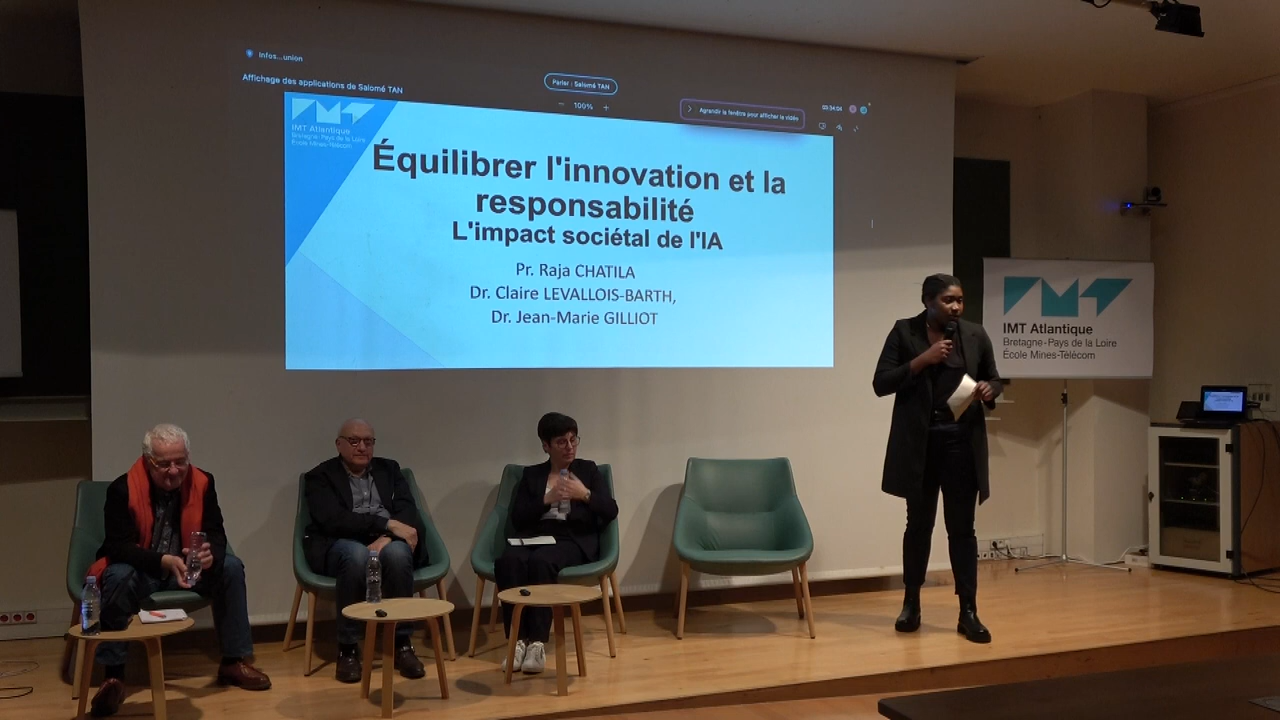 Infos...union
Affichage des applications de Salomé TAN
Parler : Salomé TAN
100%
Agrandir la fenêtre pour afficher la vidéo
IMT Atlantique
Bretagne-Pays de la Loire
École Mines-Télécom
Équilibrer l'innovation et la
responsabilité
L'impact sociétal de l'IA
Pr. Raja CHATILA
Dr. Claire LEVALLOIS-BARTH,
Dr. Jean-Marie GILLIOT
IMT Atlantique
Bretagne-Pays de la Loire
École Mines-Télécom